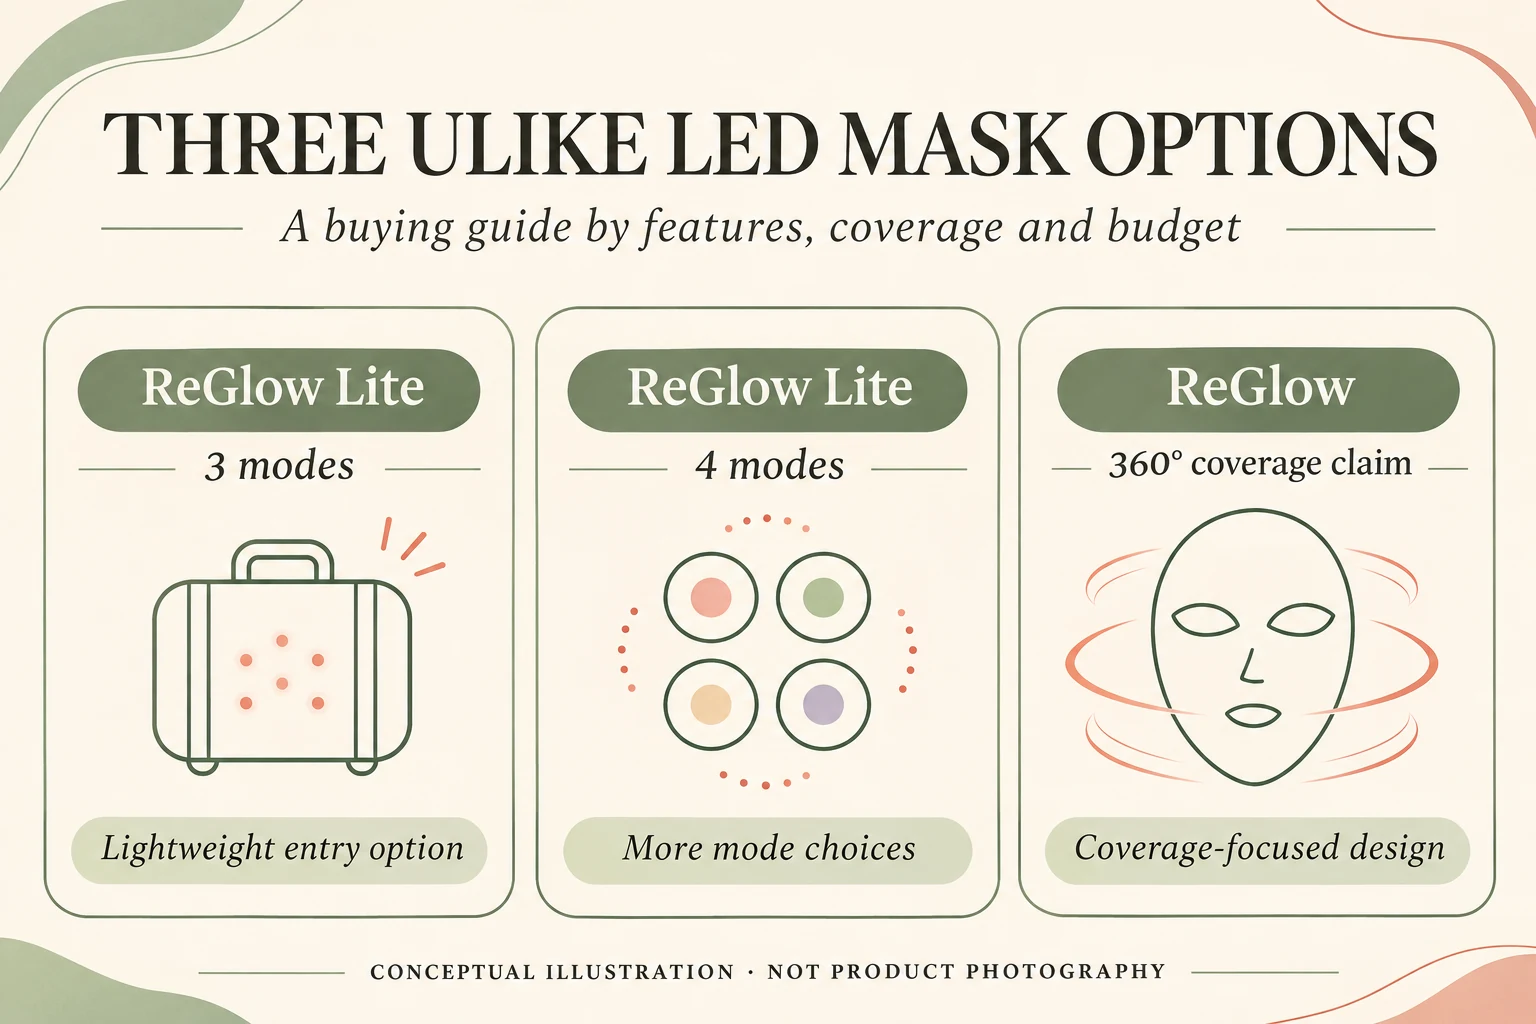 THREE ULIKE LED MASK OPTIONS
A buying guide by features, coverage and budget
ReGlow Lite
3 modes
Lightweight entry option
ReGlow Lite
4 modes
More mode choices
ReGlow
360° coverage claim
Coverage-focused design
CONCEPTUAL ILLUSTRATION · NOT PRODUCT PHOTOGRAPHY